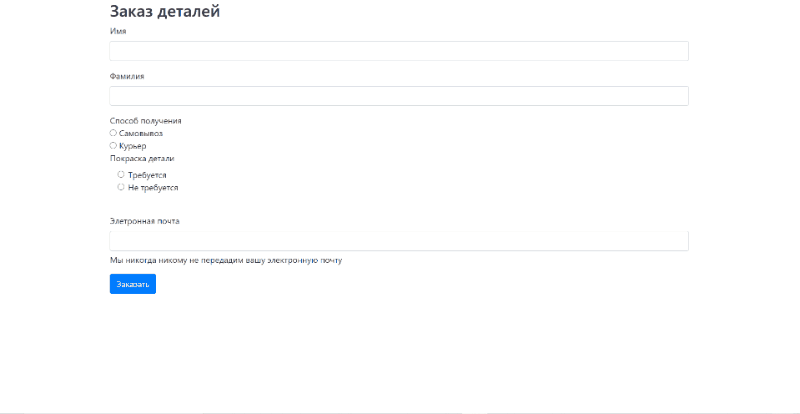 Заказ деталей
Имя
Фамилия
Способ получения
Самовывоз
Курьер
Покраска детали
Требуется
Не требуется
Элетронная почта
Мы никогда никому не передадим вашу электронную почту
Заказать